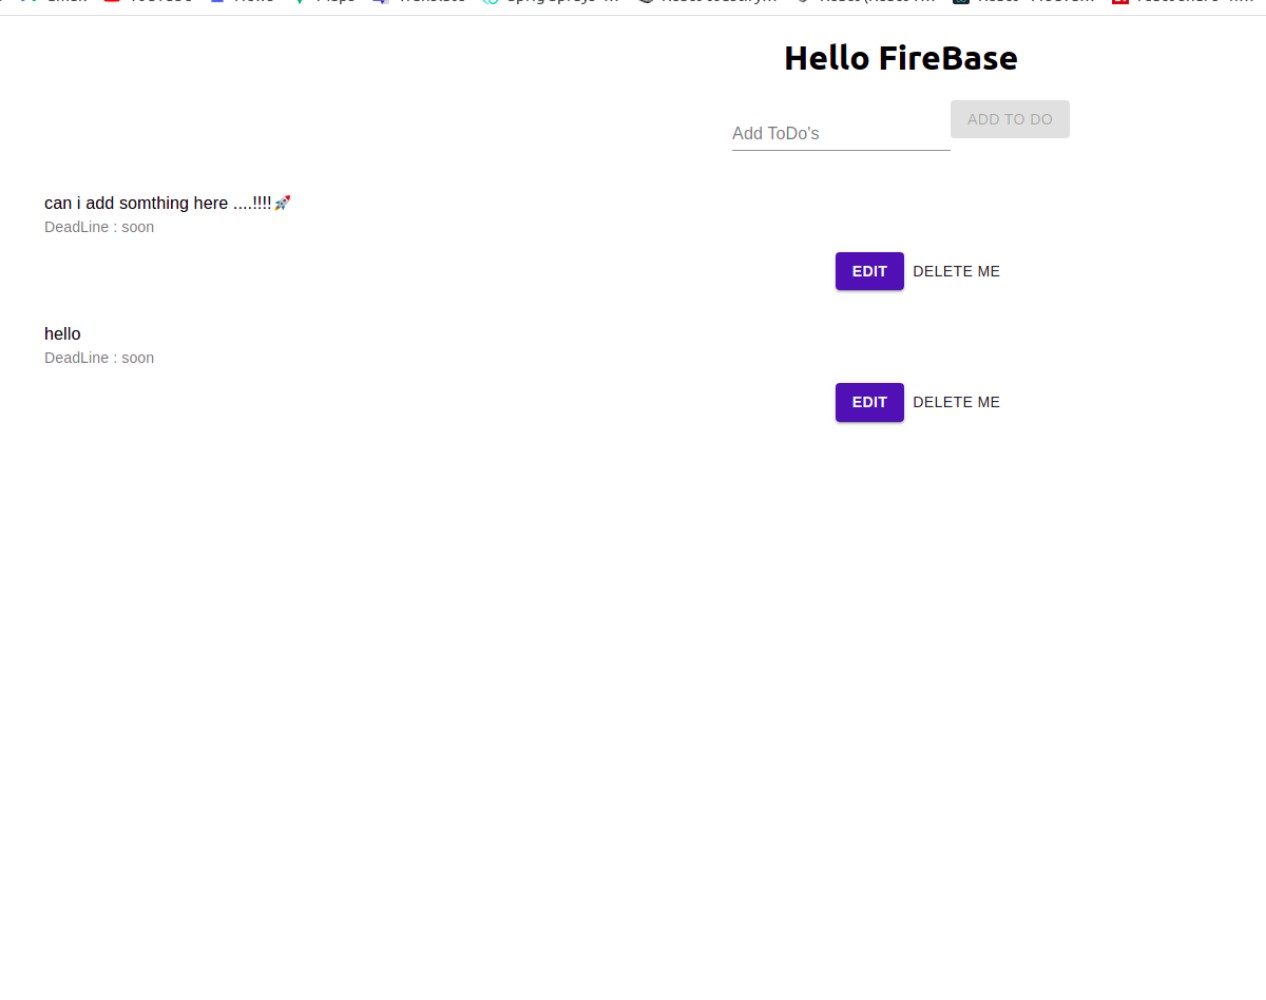 Hello FireBase
Add ToDo's
ADD TO DO
can i add somthing here ....!!!!🚀
DeadLine : soon
EDIT DELETE ME
hello
DeadLine : soon
EDIT DELETE ME